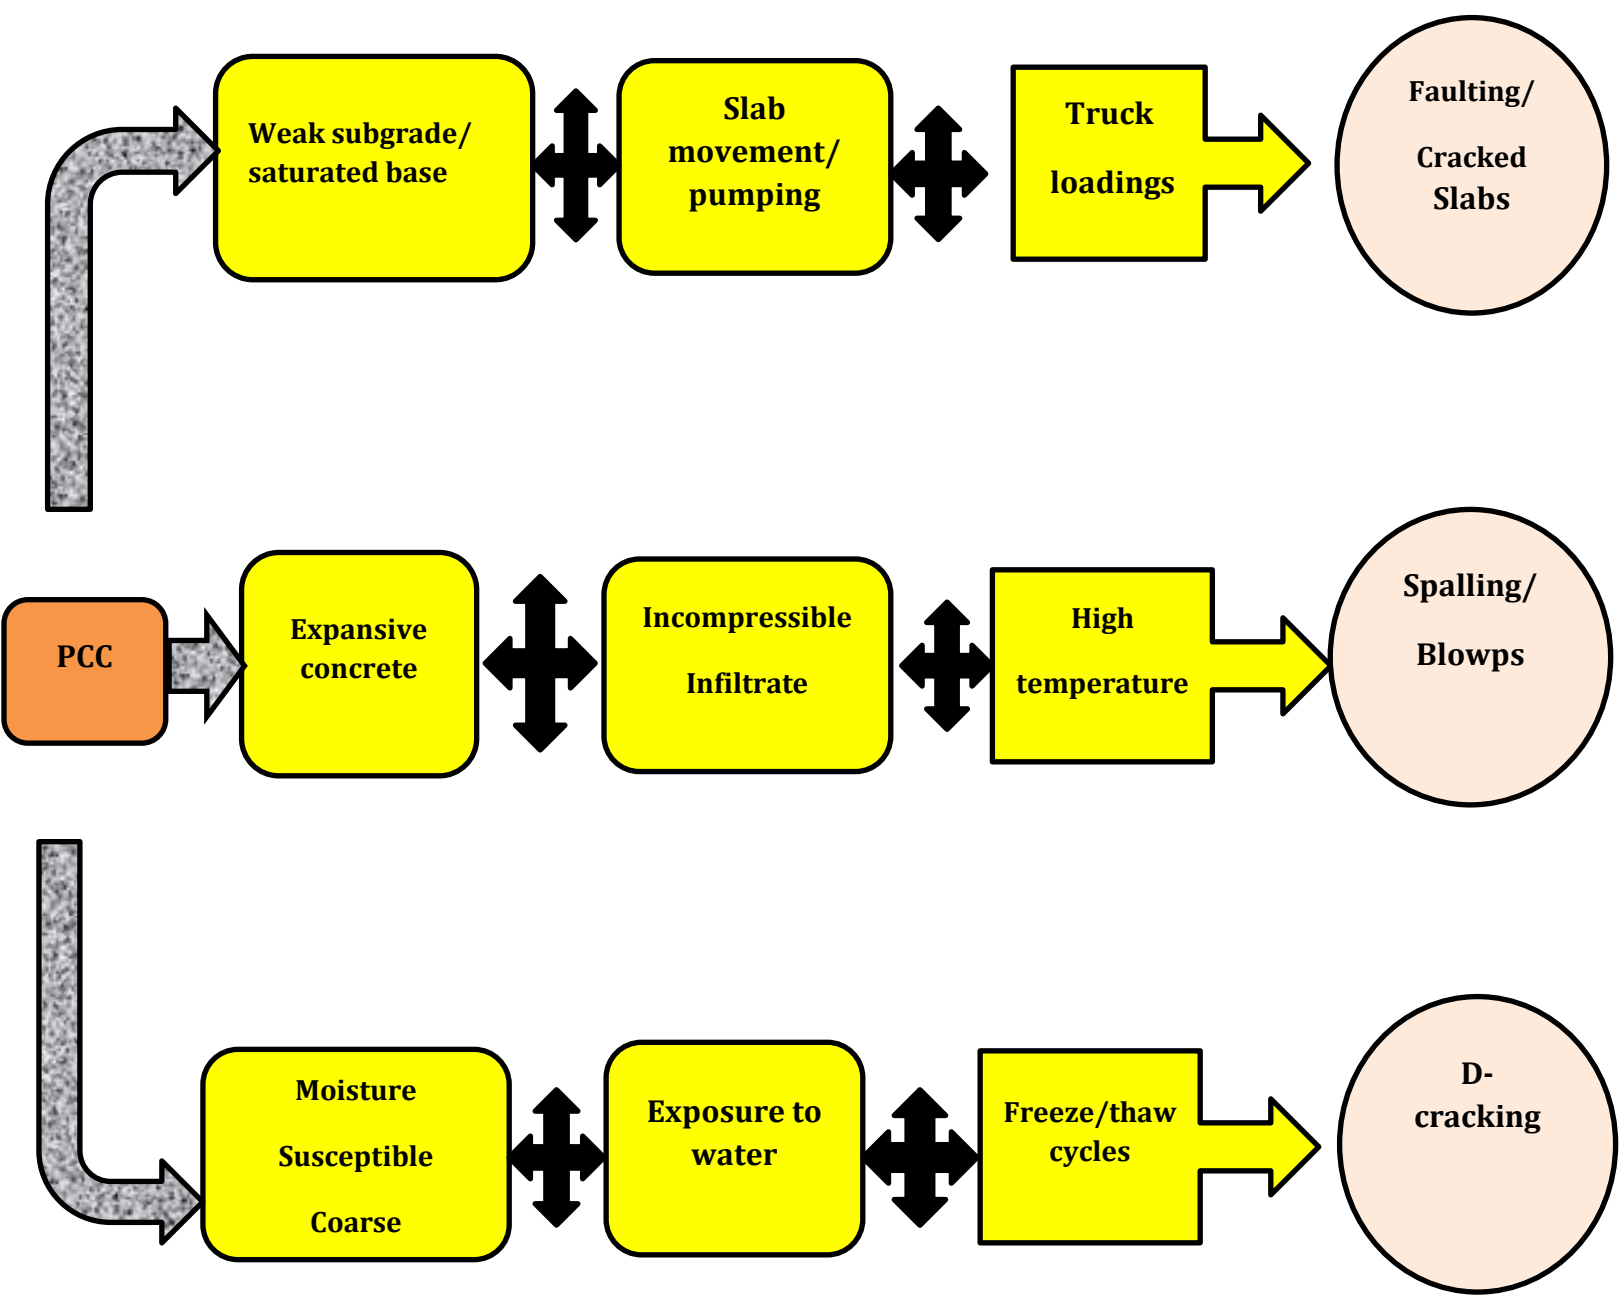 Weak subgrade/
saturated base
Slab
movement/
pumping
Truck
loadings
Faulting/
Cracked
Slabs
PCC
Expansive
concrete
Incompressible
Infiltrate
High
temperature
Spalling/
Blowps
Moisture
Susceptible
Coarse
Exposure to
water
Freeze/thaw
cycles
D-
cracking